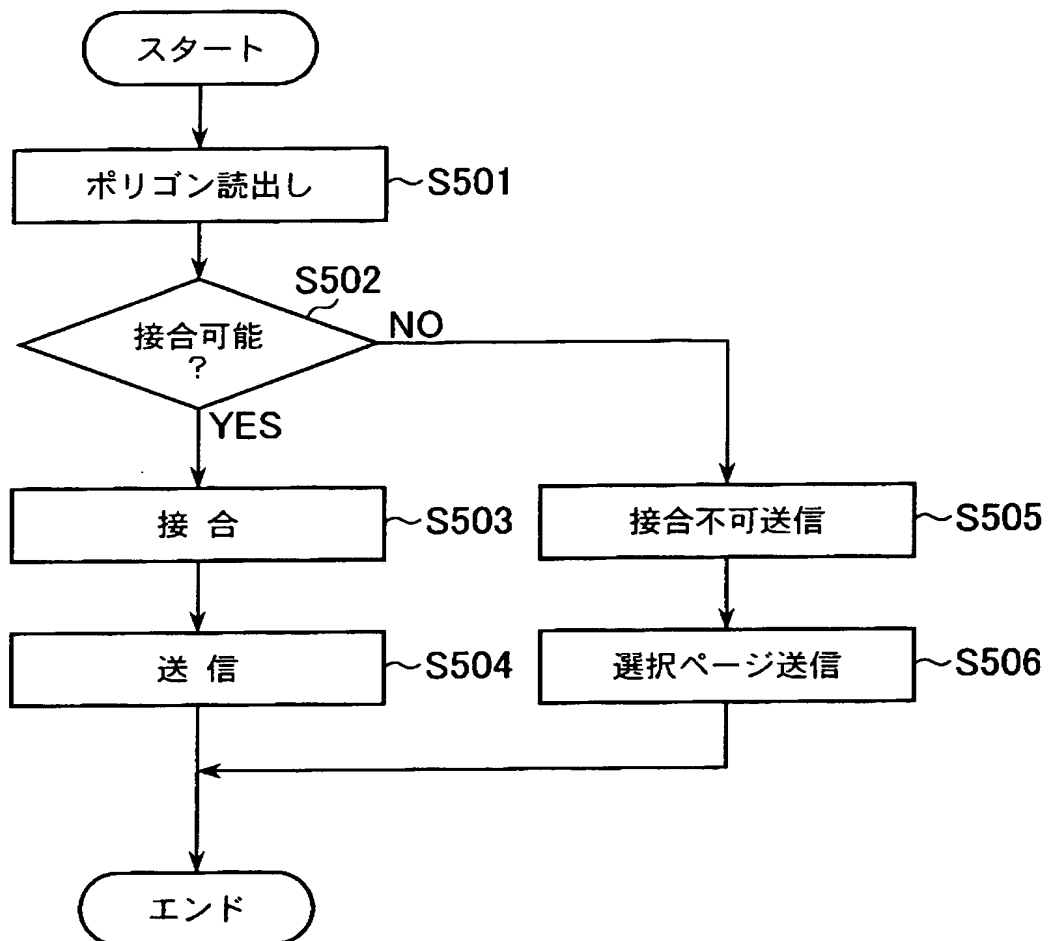 スタート
ポリゴン読出し
S501
S502
接合可能
?
NO
YES
接 合
S503
接合不可送信
S505
送 信
S504
選択ページ送信
S506
エンド